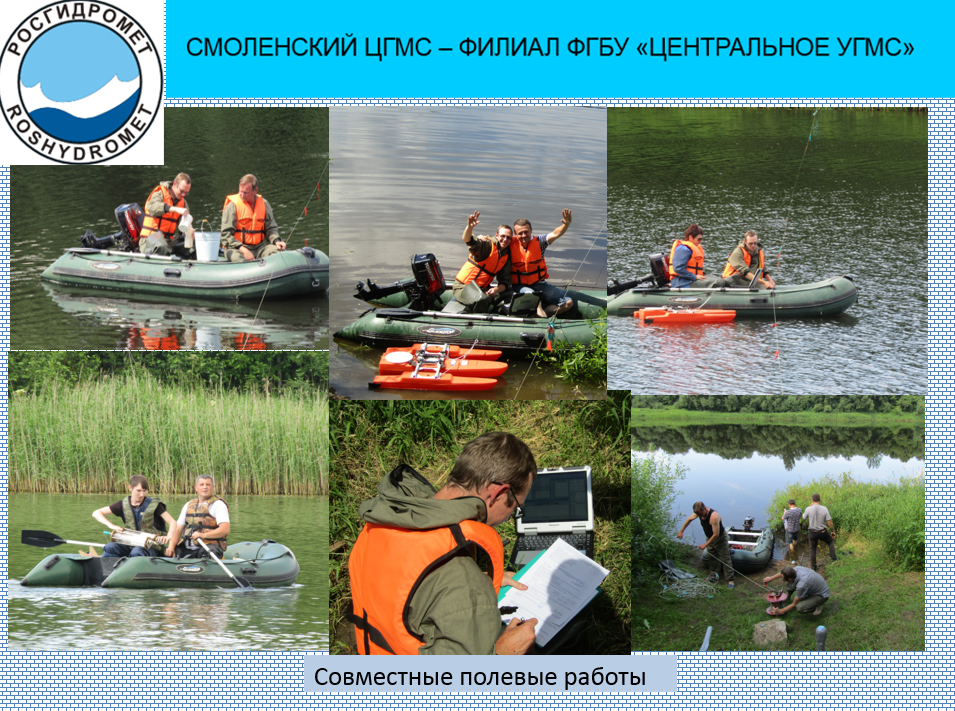 РОСГИДРОМЕТ
ROSHYDROMET
СМОЛЕНСКИЙ ЦГМС – ФИЛИАЛ ФГБУ «ЦЕНТРАЛЬНОЕ УГМС»
Совместные полевые работы